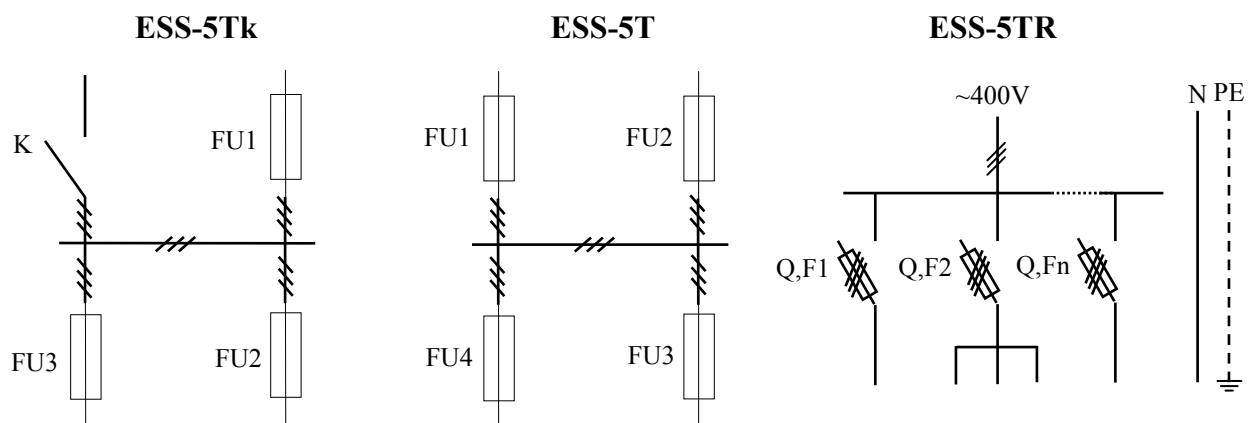 ESS-5Tk
K
FU1
FU3
FU2
ESS-5T
FU1
FU2
FU4
FU3
ESS-5TR
~400V
N PE
Q,F1
Q,F2
Q,Fn